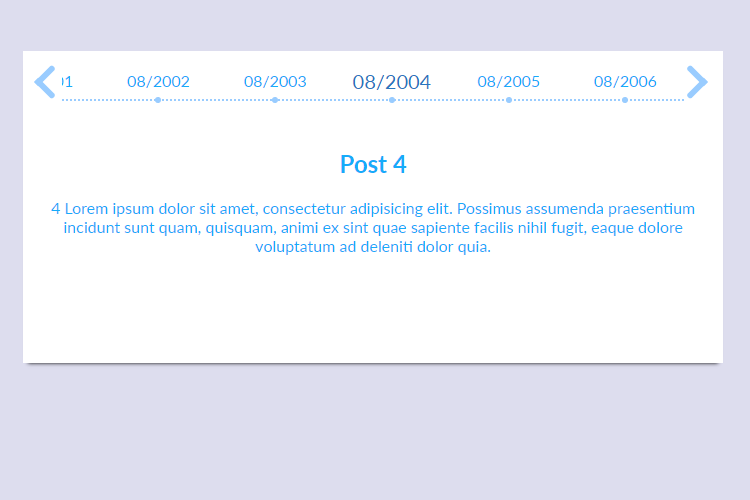 08/2002 08/2003 08/2004 08/2005 08/2006
Post 4
4 Lorem ipsum dolor sit amet, consectetur adipisicing elit. Possimus assumenda praesentium
incidunt sunt quam, quisquam, animi ex sint quae sapiente facilis nihil fugit, eaque dolore
voluptatum ad deleniti dolor quia.